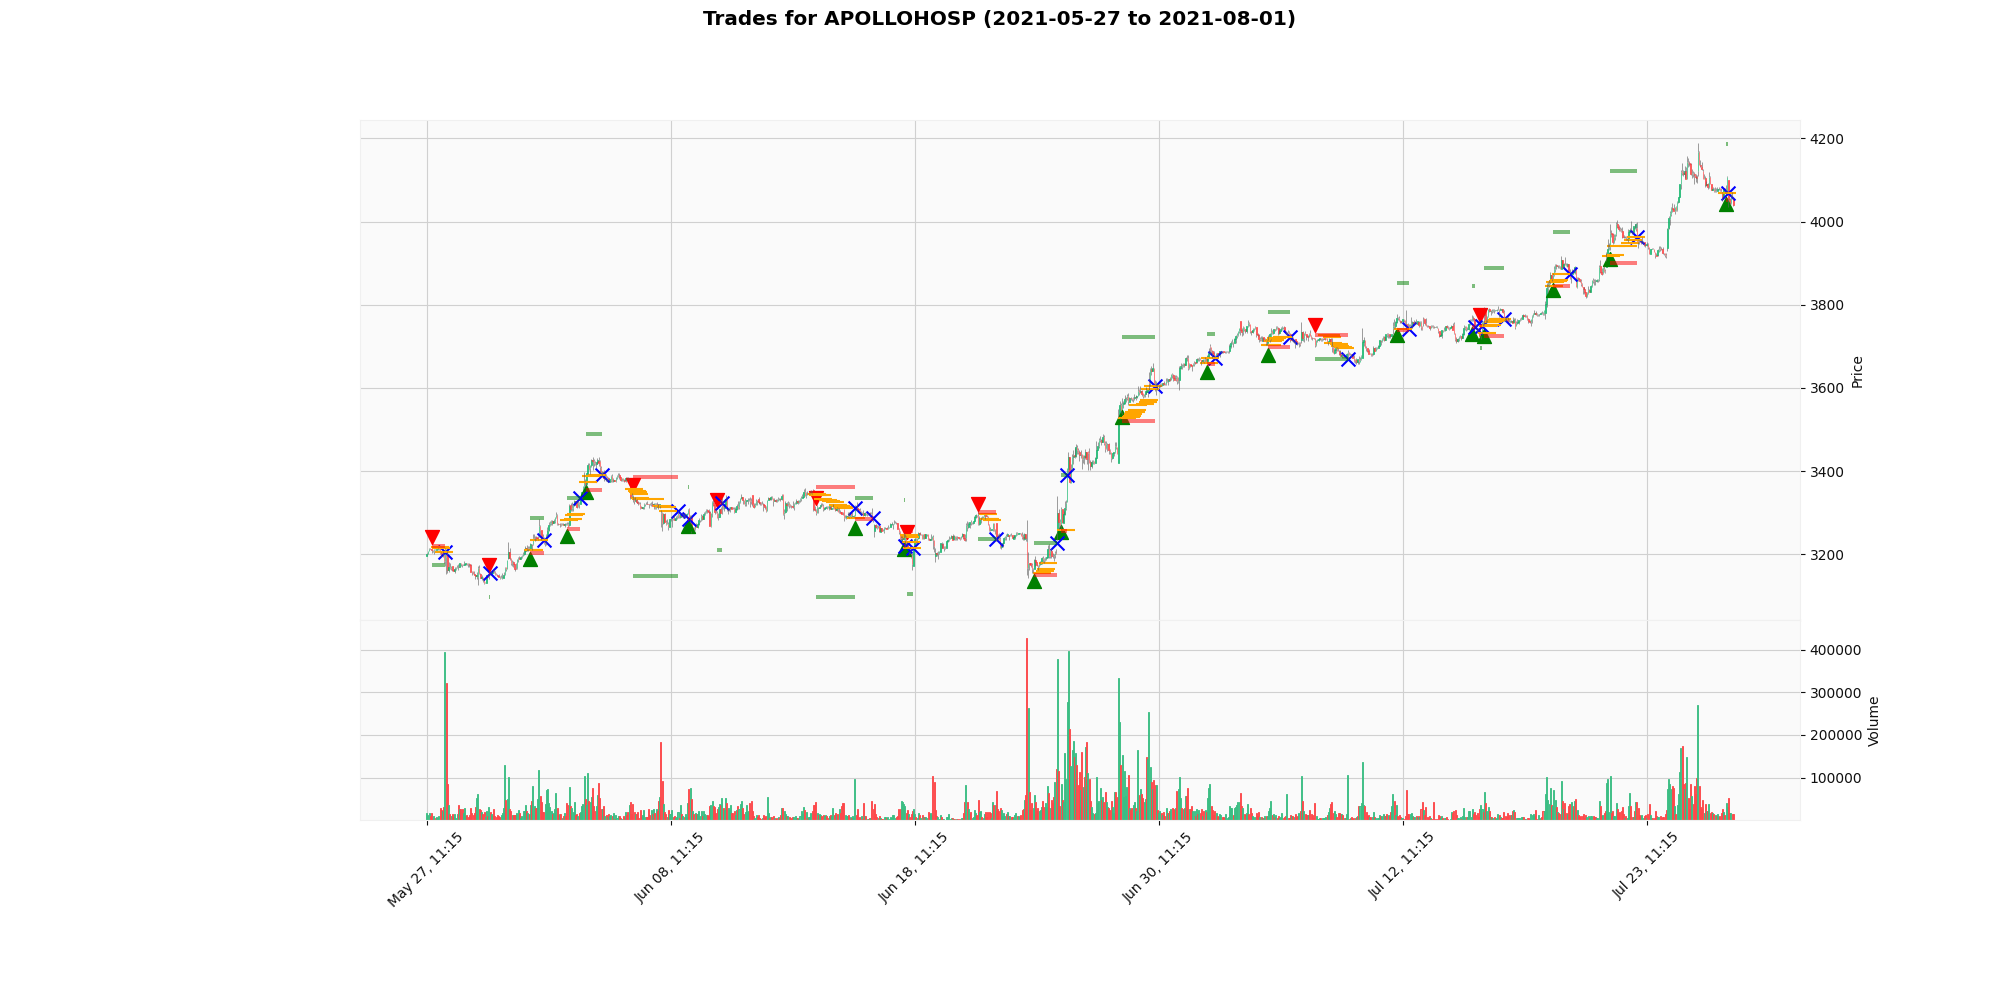 Trades for APOLLOHOSP (2021-05-27 to 2021-08-01)
4200
4000
3800
3600
3400
3200
Price
400000
300000
200000
100000
Volume
May 27, 11:15
Jun 08, 11:15
Jun 18, 11:15
Jun 30, 11:15
Jul 12, 11:15
Jul 23, 11:15